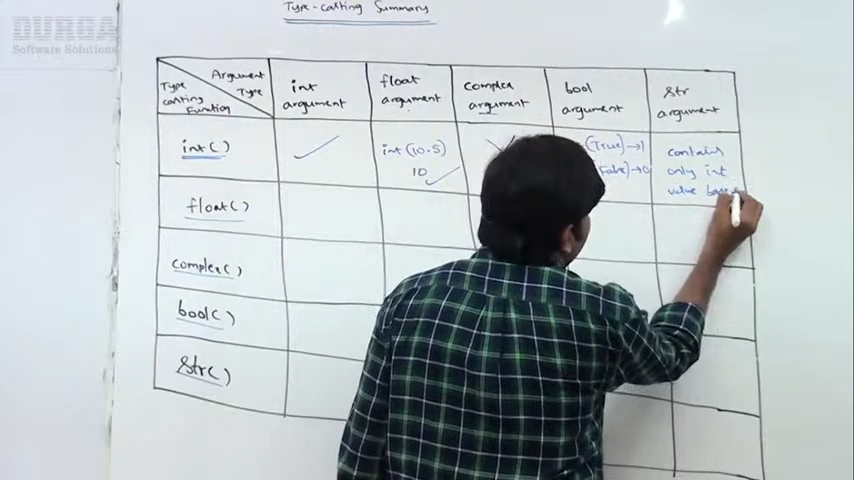 DURGA
Software Solutions
Type-casting Summary
Argument Type
Type casting Function
int argument
float argument
complex argument
bool argument
str argument
int()
int(10.5)
10
(True)→1
False)→0
contains
only int
value base
float()
complex()
bool()
str()